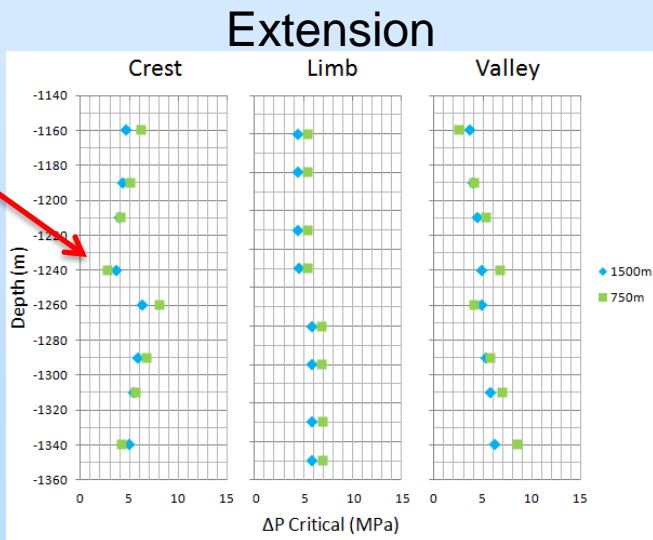 Extension
Crest Limb Valley
-1140
-1160
-1180
-1200
-1220
-1240
-1260
-1280
-1300
-1320
-1340
-1360
Depth (m)
0 5 10 15 0 5 10 15 0 5 10 15
ΔP Critical (MPa)
1500m
750m